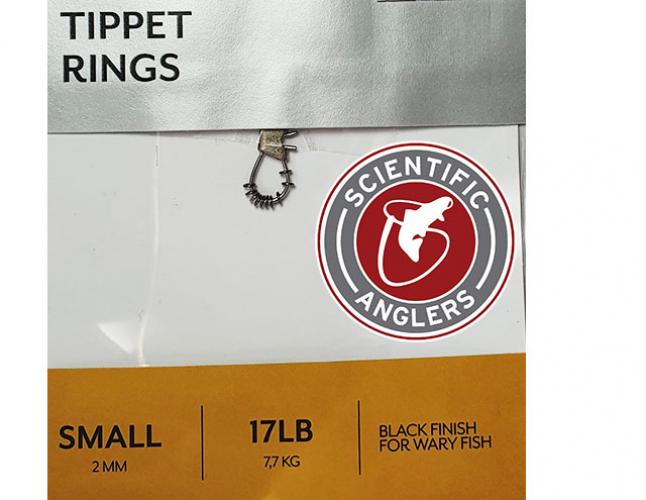 TIPPET
RINGS
SCIENTIFIC
ANGLERS
SMALL
2 MM
17LB
7,7 KG
BLACK FINISH
FOR WARY FISH